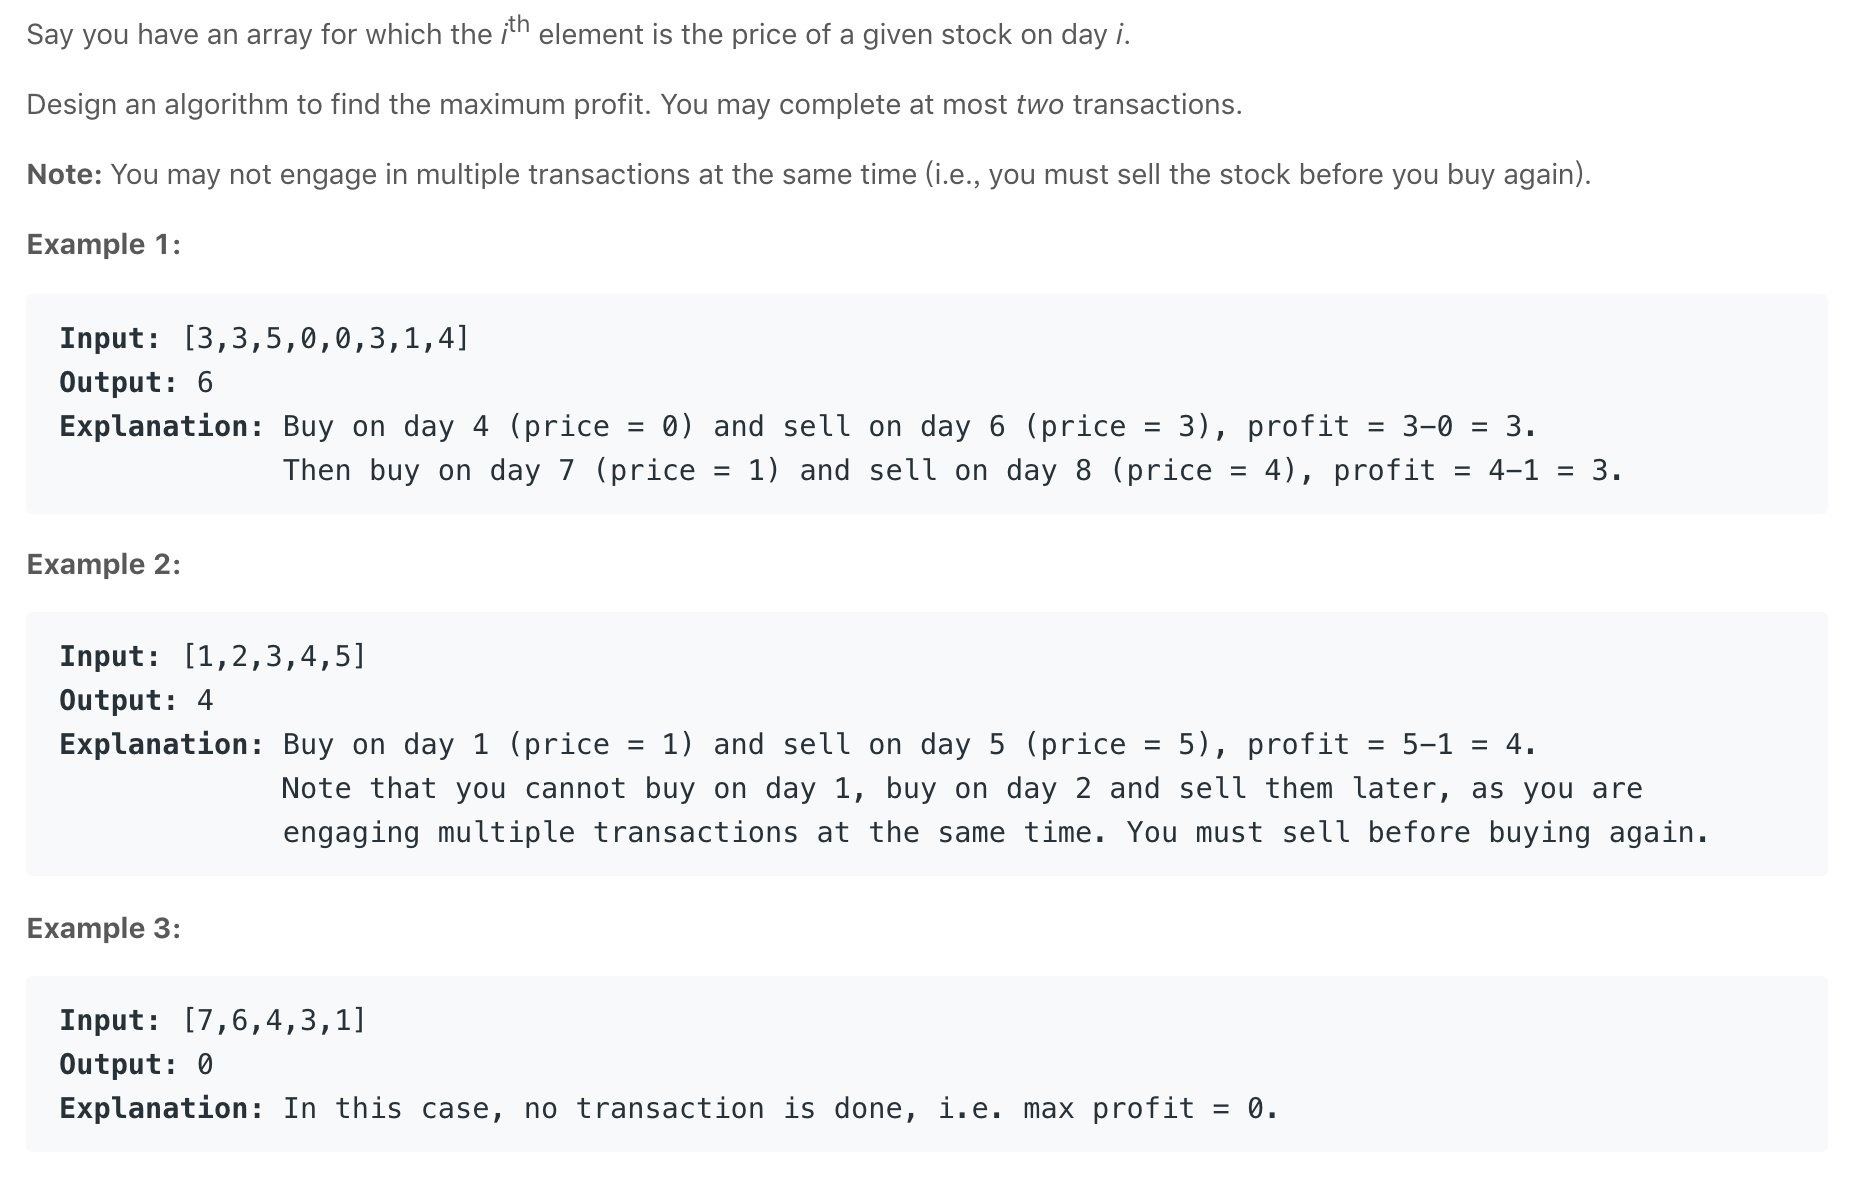 Say you have an array for which the ith element is the price of a given stock on day i.
Design an algorithm to find the maximum profit. You may complete at most two transactions.
Note: You may not engage in multiple transactions at the same time (i.e., you must sell the stock before you buy again).
Example 1:
Input: [3,3,5,0,0,3,1,4]
Output: 6
Explanation: Buy on day 4 (price = 0) and sell on day 6 (price = 3), profit = 3-0 = 3.
Then buy on day 7 (price = 1) and sell on day 8 (price = 4), profit = 4-1 = 3.
Example 2:
Input: [1,2,3,4,5]
Output: 4
Explanation: Buy on day 1 (price = 1) and sell on day 5 (price = 5), profit = 5-1 = 4.
Note that you cannot buy on day 1, buy on day 2 and sell them later, as you are
engaging multiple transactions at the same time. You must sell before buying again.
Example 3:
Input: [7,6,4,3,1]
Output: 0
Explanation: In this case, no transaction is done, i.e. max profit = 0.